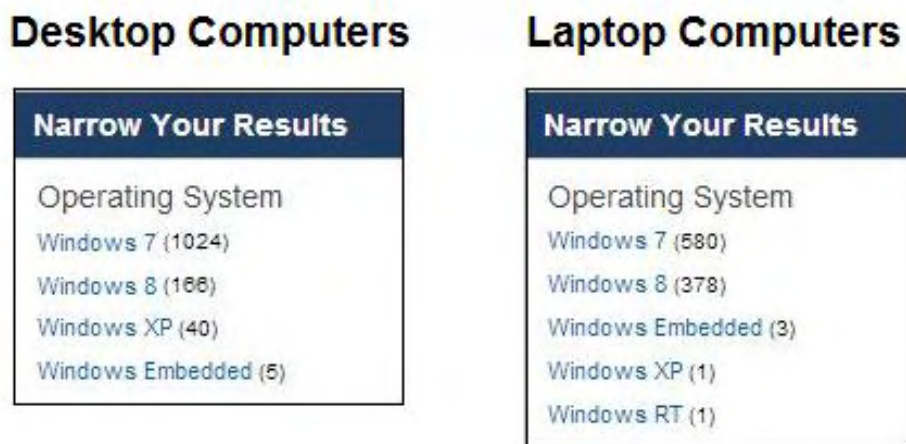 Desktop Computers
Narrow Your Results
Operating System
Windows 7 (1024)
Windows 8 (166)
Windows XP (40)
Windows Embedded (5)
Laptop Computers
Narrow Your Results
Operating System
Windows 7 (580)
Windows 8 (378)
Windows Embedded (3)
Windows XP (1)
Windows RT (1)